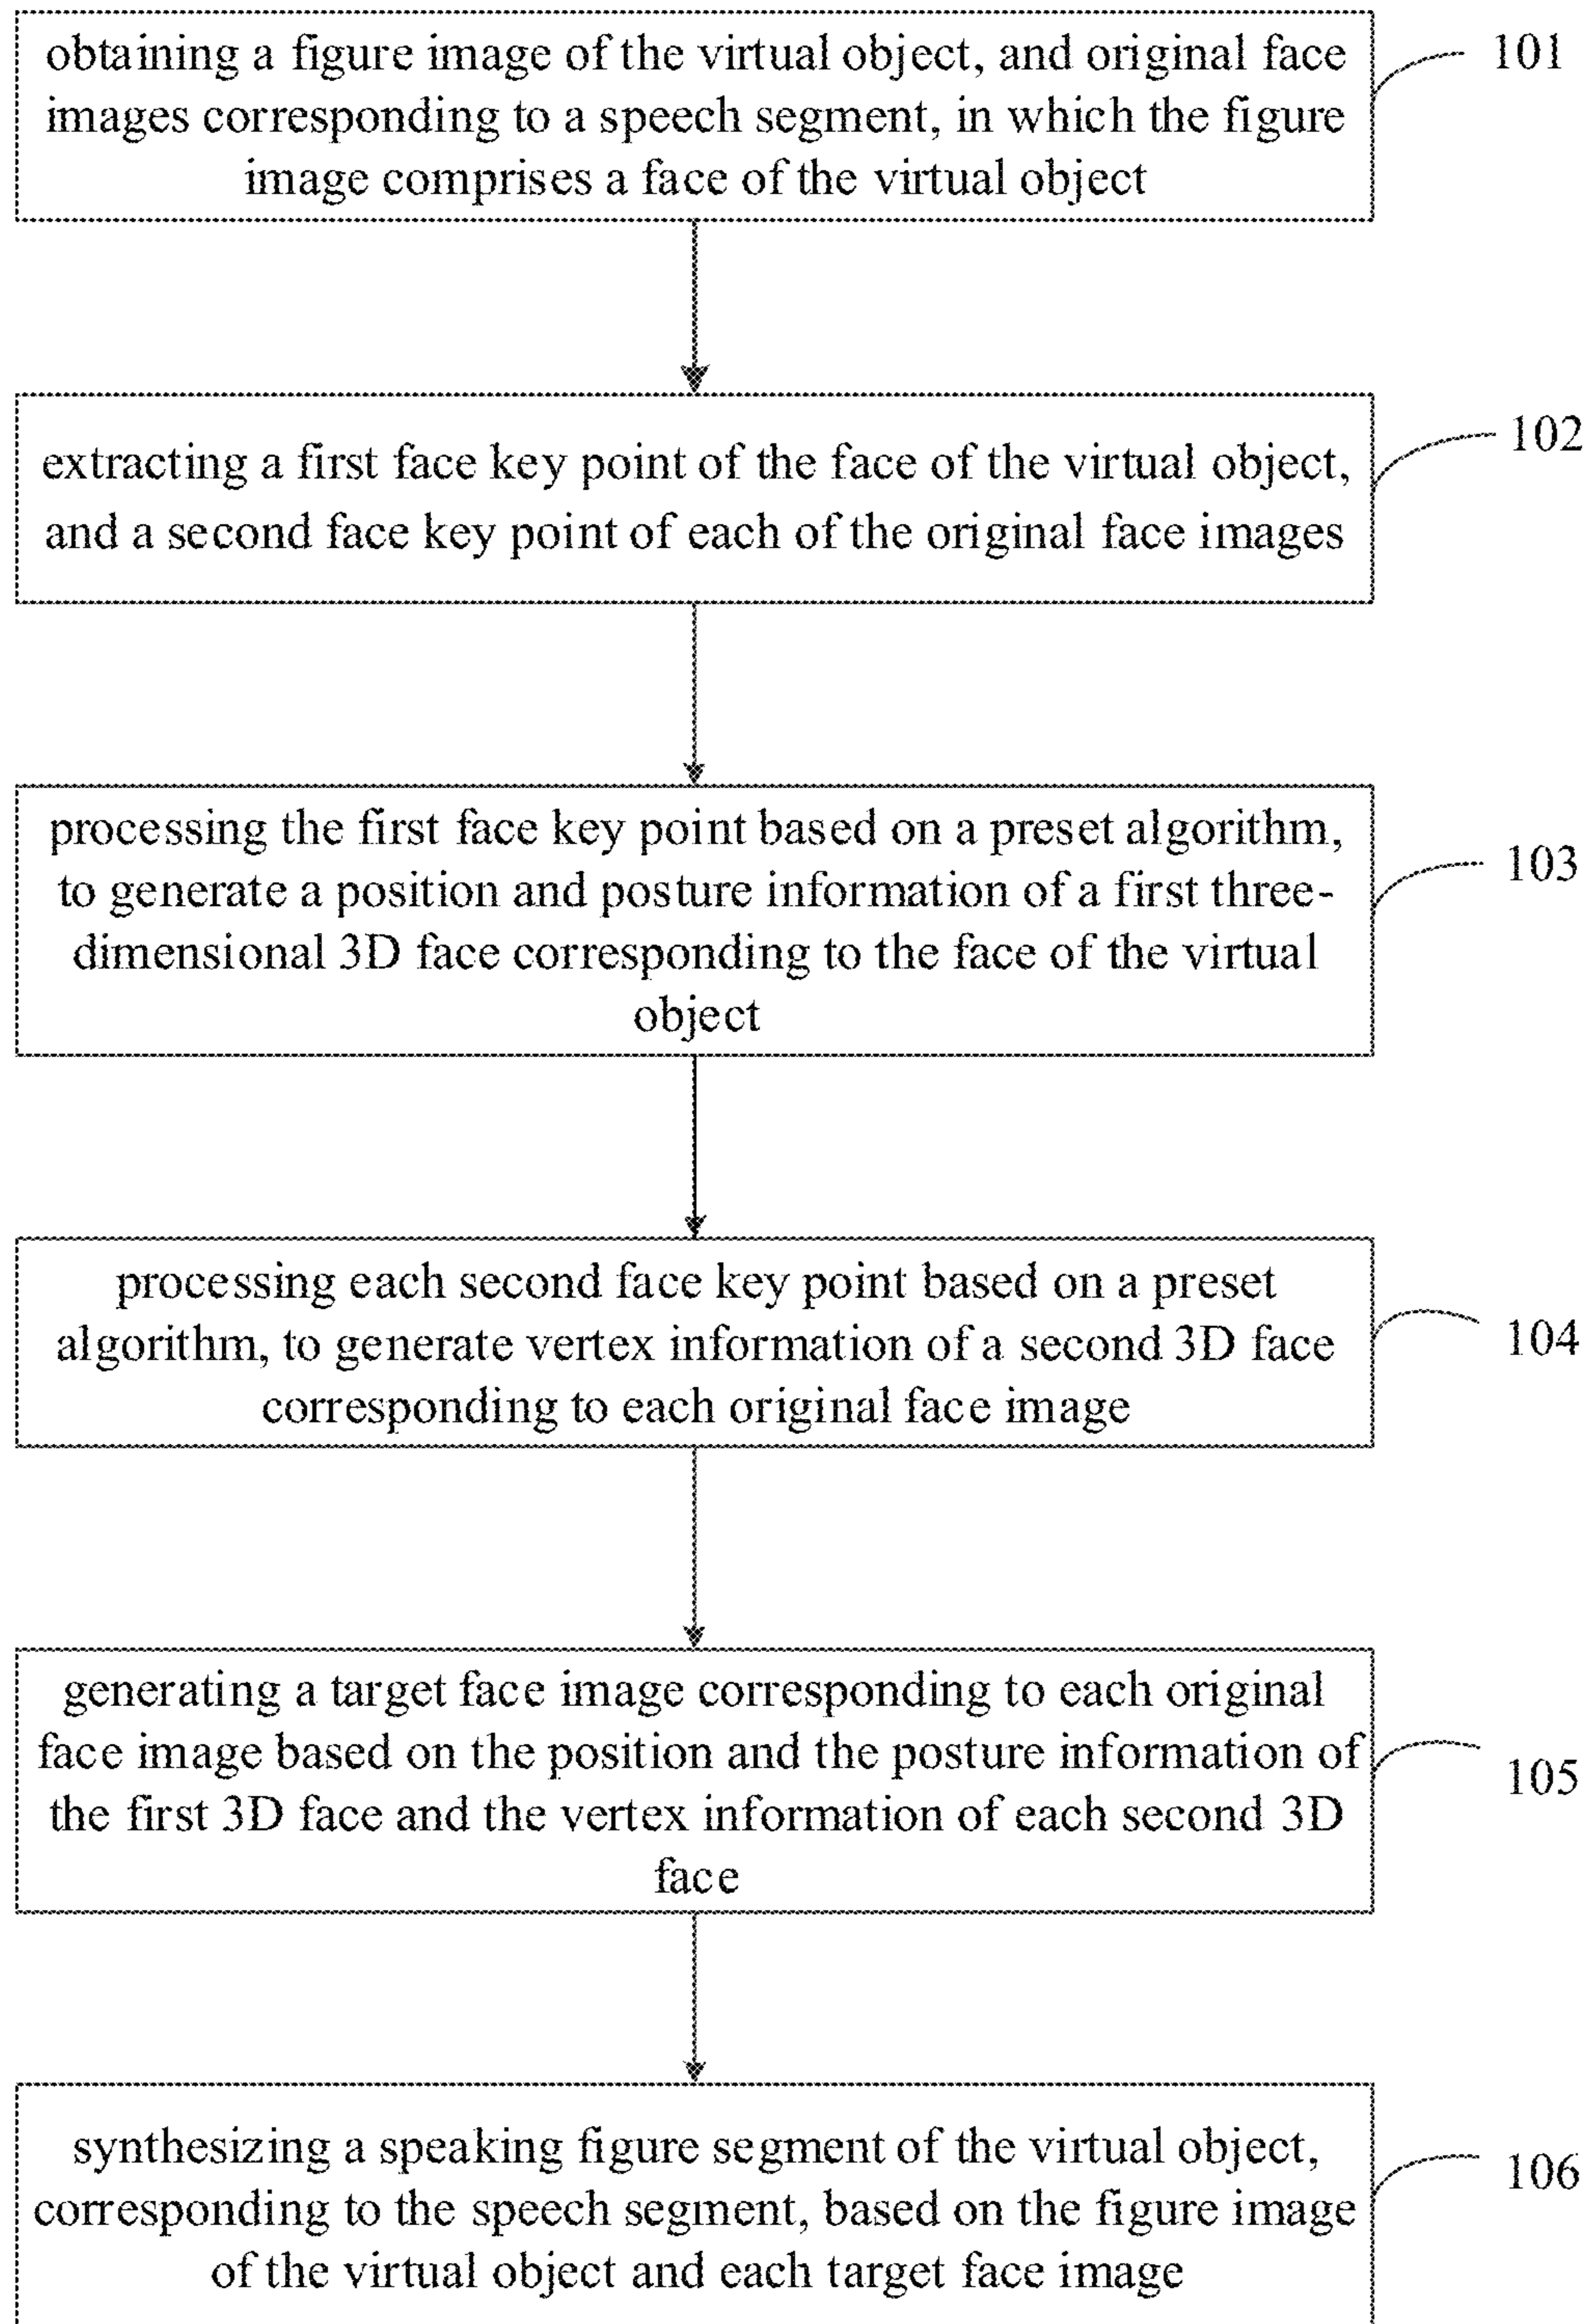 obtaining a figure image of the virtual object, and original face
images corresponding to a speech segment, in which the figure
image comprises a face of the virtual object
101
extracting a first face key point of the face of the virtual object,
and a second face key point of each of the original face images
102
processing the first face key point based on a preset algorithm,
to generate a position and posture information of a first three-
dimensional 3D face corresponding to the face of the virtual
object
103
processing each second face key point based on a preset
algorithm, to generate vertex information of a second 3D face
corresponding to each original face image
104
generating a target face image corresponding to each original
face image based on the position and the posture information of
the first 3D face and the vertex information of each second 3D
face
105
synthesizing a speaking figure segment of the virtual object,
corresponding to the speech segment, based on the figure image
of the virtual object and each target face image
106